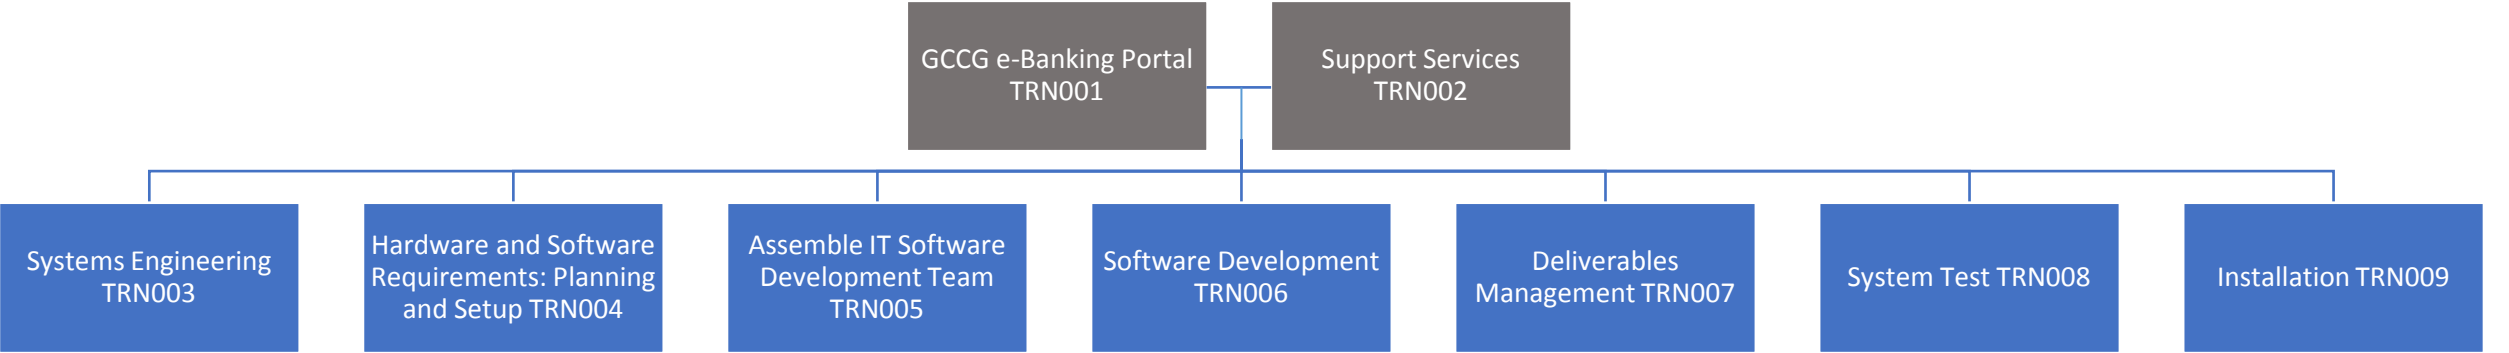 GCCG e-Banking Portal
TRN001
Support Services
TRN002
Systems Engineering
TRN003
Hardware and Software
Requirements: Planning
and Setup TRN004
Assemble IT Software
Development Team
TRN005
Software Development
TRN006
Deliverables
Management TRN007
System Test TRN008
Installation TRN009